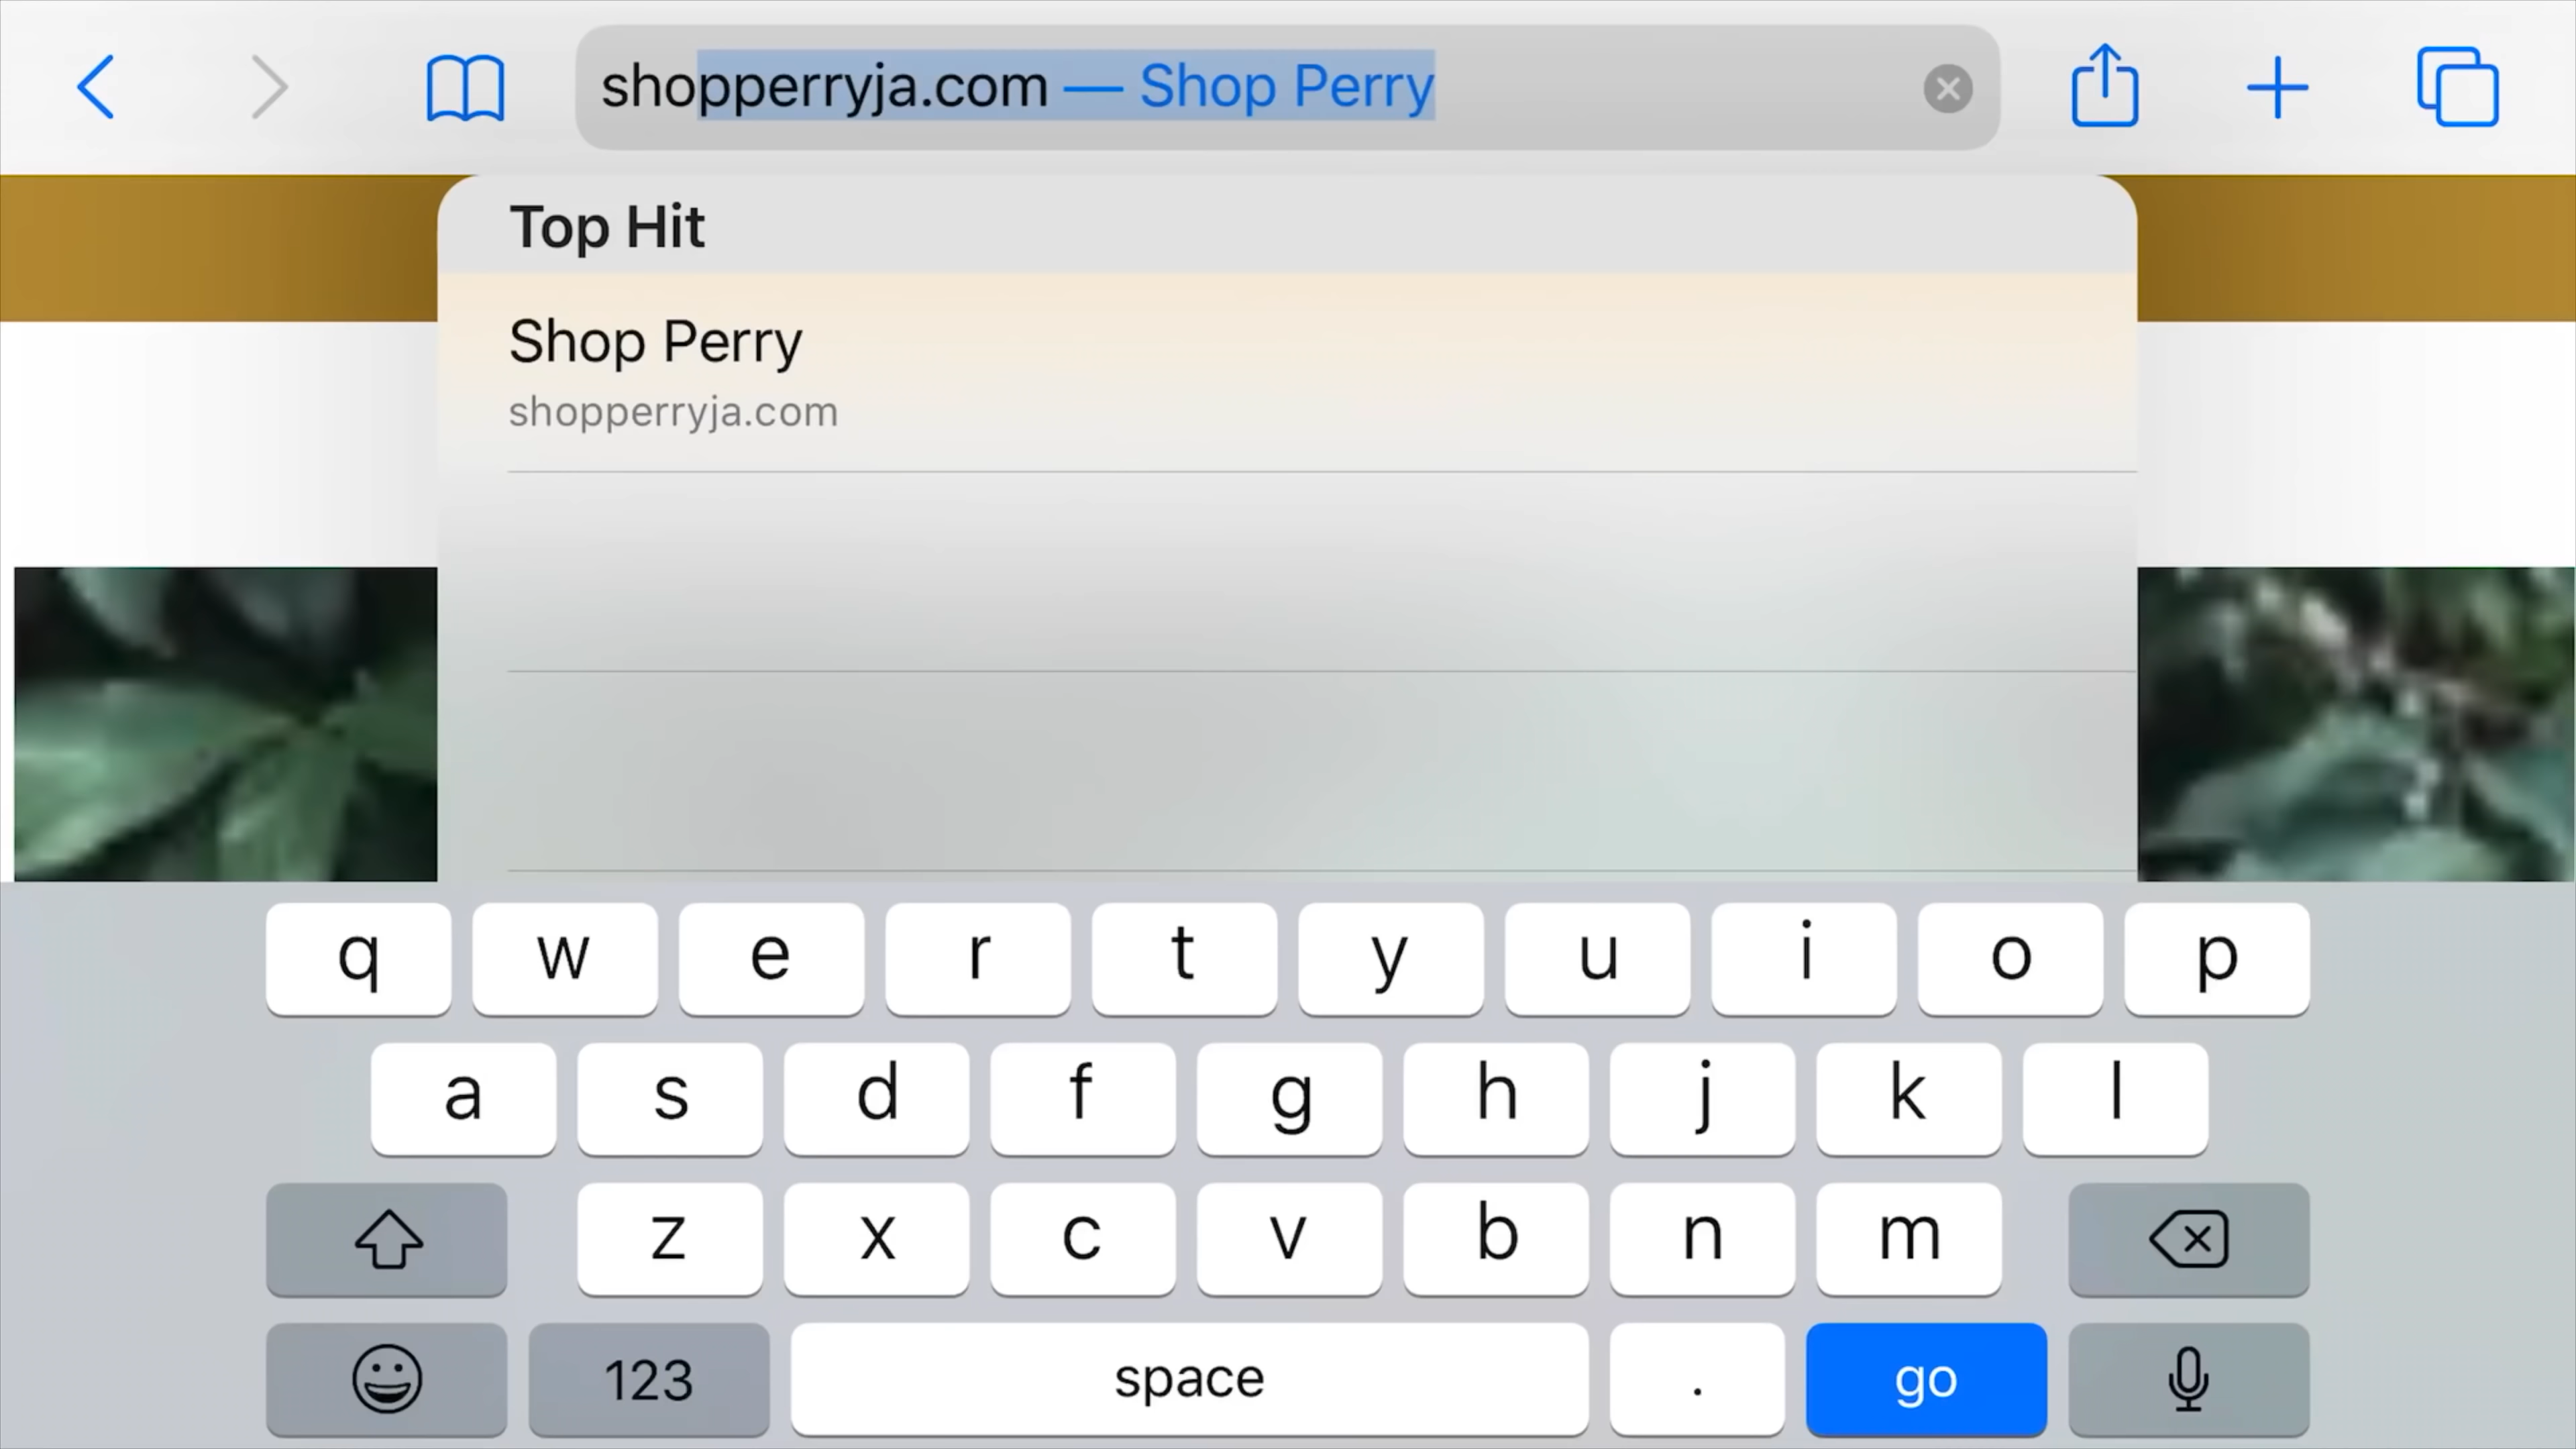 shopperryja.com — Shop Perry
Top Hit
Shop Perry
shopperryja.com
q w e r t y u i o p
a s d f g h j k l
z x c v b n m
123 space . go